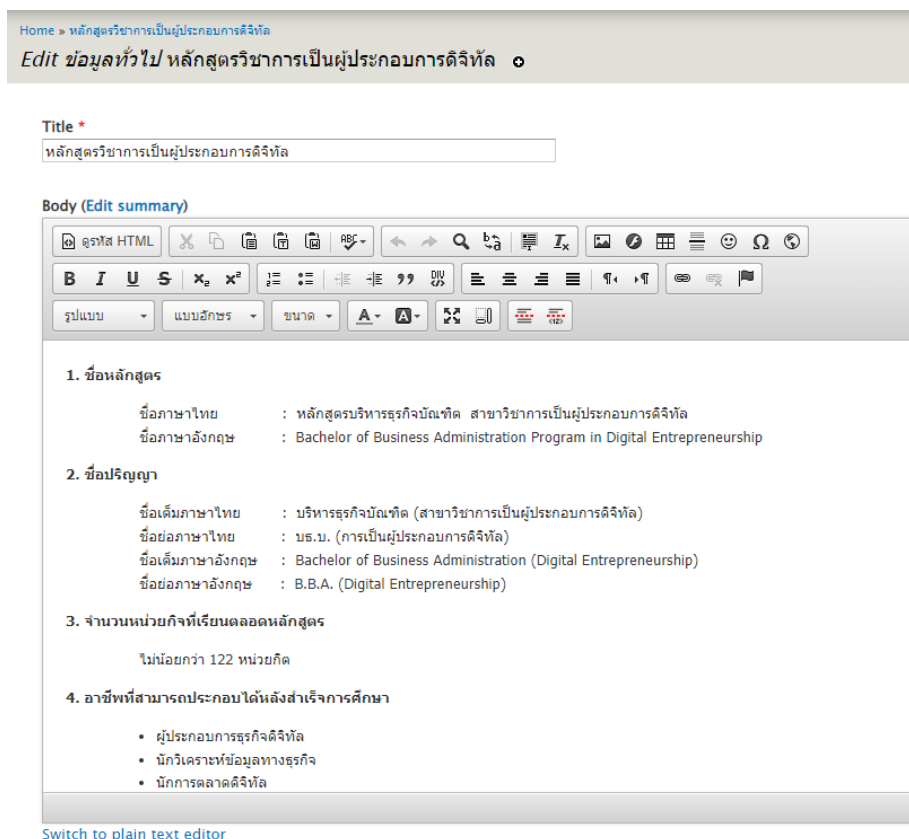 Home » หลักสูตรวิชาการเป็นผู้ประกอบการดิจิทัล
Edit ข้อมูลทั่วไป หลักสูตรวิชาการเป็นผู้ประกอบการดิจิทัล
Title *
หลักสูตรวิชาการเป็นผู้ประกอบการดิจิทัล
Body (Edit summary)
ดูรหัส HTML
B I U S x₂ x²
รูปแบบ แบบอักษร ขนาด A A
1. ชื่อหลักสูตร
ชื่อภาษาไทย : หลักสูตรบริหารธุรกิจบัณฑิต สาขาวิชาการเป็นผู้ประกอบการดิจิทัล
ชื่อภาษาอังกฤษ : Bachelor of Business Administration Program in Digital Entrepreneurship
2. ชื่อปริญญา
ชื่อเต็มภาษาไทย : บริหารธุรกิจบัณฑิต (สาขาวิชาการเป็นผู้ประกอบการดิจิทัล)
ชื่อย่อภาษาไทย : บธ.บ. (การเป็นผู้ประกอบการดิจิทัล)
ชื่อเต็มภาษาอังกฤษ : Bachelor of Business Administration (Digital Entrepreneurship)
ชื่อย่อภาษาอังกฤษ : B.B.A. (Digital Entrepreneurship)
3. จำนวนหน่วยกิจที่เรียนตลอดหลักสูตร
ไม่น้อยกว่า 122 หน่วยกิต
4. อาชีพที่สามารถประกอบได้หลังสำเร็จการศึกษา
• ผู้ประกอบการธุรกิจดิจิทัล
• นักวิเคราะห์ข้อมูลทางธุรกิจ
• นักการตลาดดิจิทัล
Switch to plain text editor